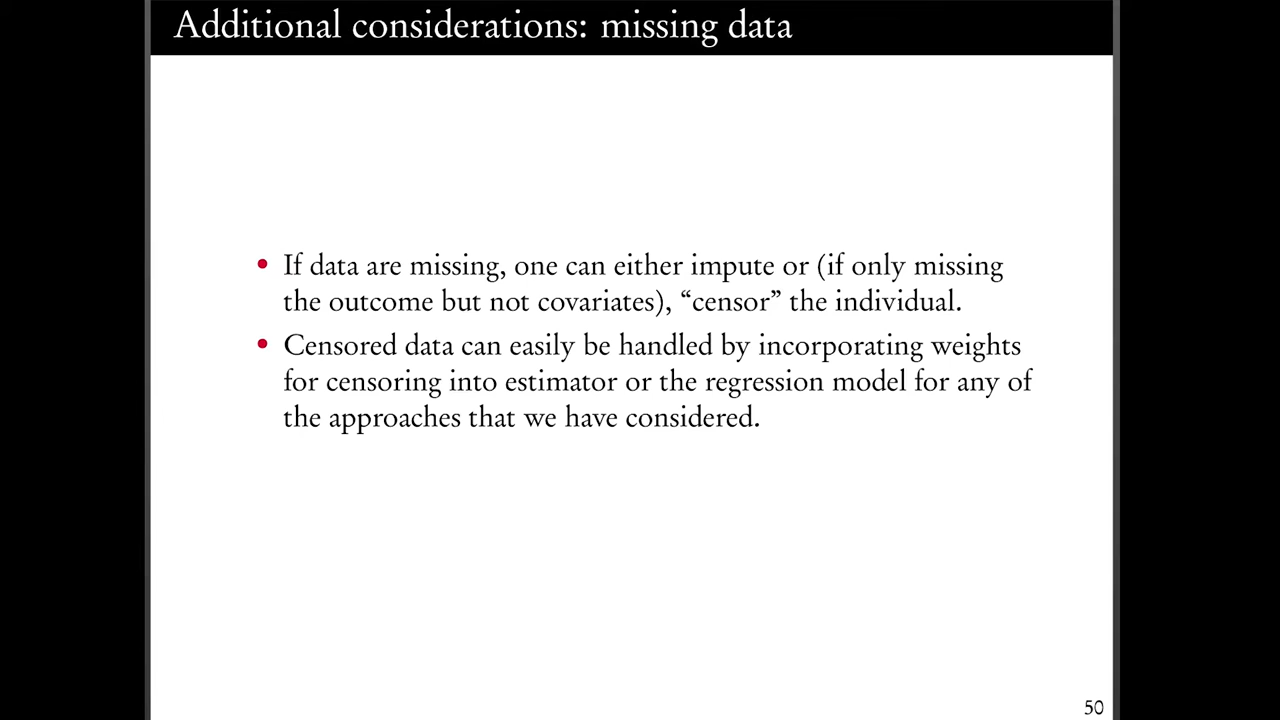 Additional considerations: missing data
• If data are missing, one can either impute or (if only missing
the outcome but not covariates), “censor” the individual.
• Censored data can easily be handled by incorporating weights
for censoring into estimator or the regression model for any of
the approaches that we have considered.
50